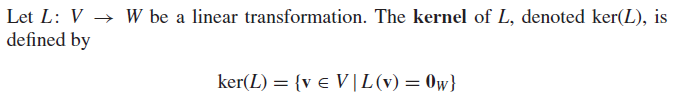 Let L: V → W be a linear transformation. The kernel of L, denoted ker(L), is
defined by
ker(L) = {v ∈ V | L(v) = 0_W}